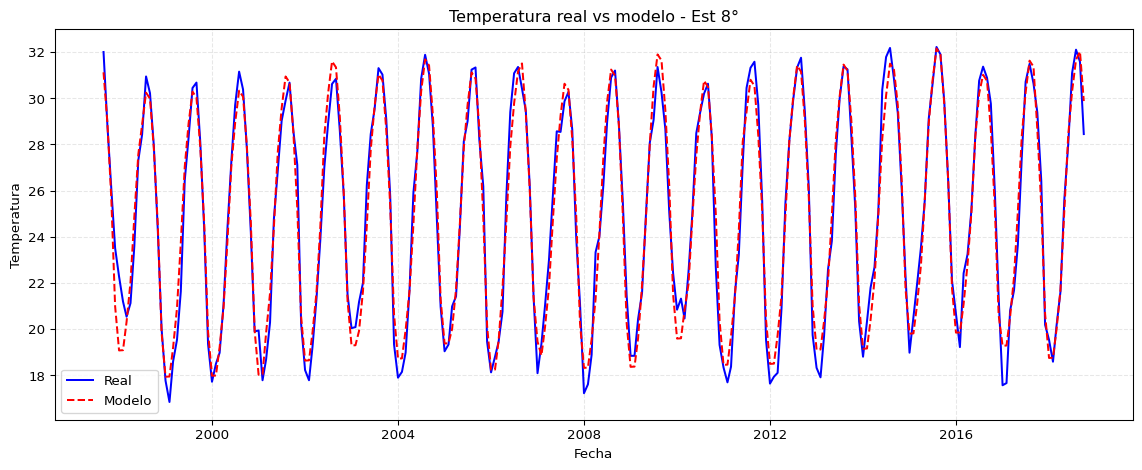 Temperatura real vs modelo - Est 8°
Temperatura
32
30
28
26
24
22
20
18
Real
Modelo
2000
2004
2008
2012
2016
Fecha